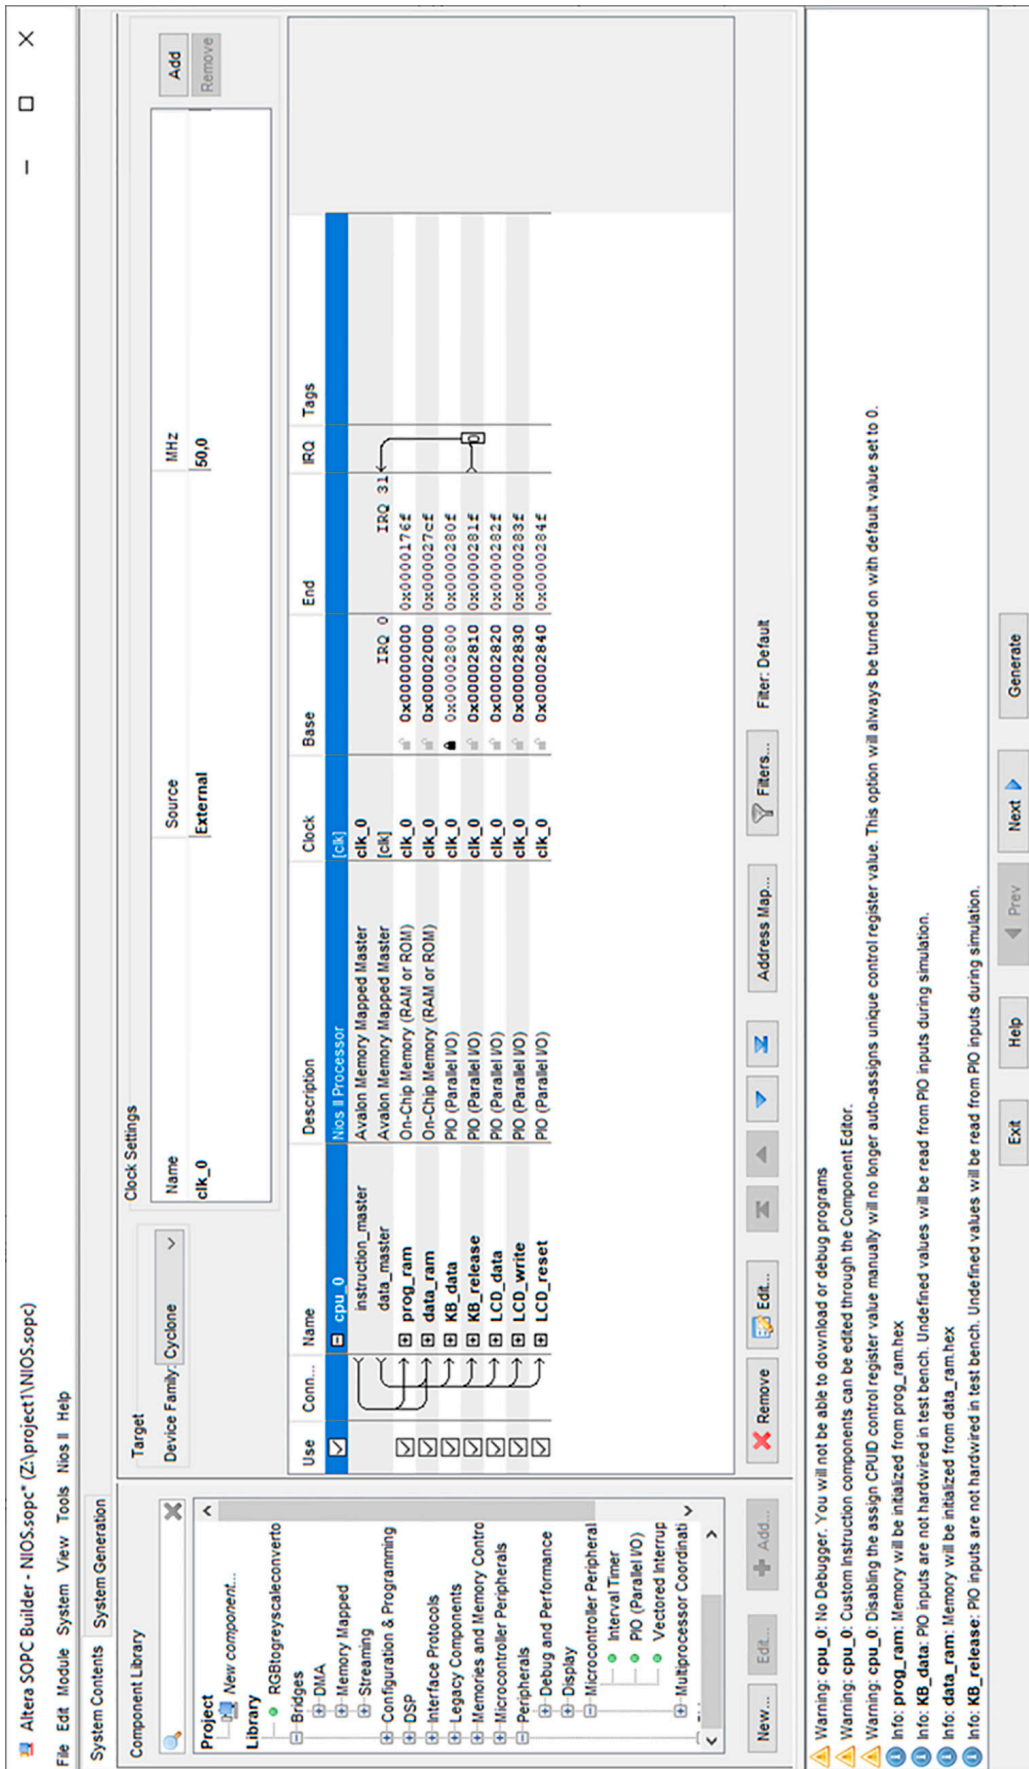 Altera SOPC Builder - NIOS.sopc* (Z:\project1\NIOS.sopc)
File Edit Module System View Tools Nios II Help
System Contents System Generation
Component Library
Project
New component...
Library
RGBtogreyscaleconverto
Bridges
DMA
Memory Mapped
Streaming
Configuration & Programming
DSP
Interface Protocols
Legacy Components
Memories and Memory Contro
Microcontroller Peripherals
Peripherals
Debug and Performance
Display
Microcontroller Peripheral
Interval Timer
PIO (Parallel I/O)
Vectored Interrup
Multiprocessor Coordinati
New... Edit... Add...
Target
Device Family: Cyclone
Clock Settings
Name Source MHz
clk_0 External 50,0
Add
Remove
Use Conn... Name Description Clock Base End IRQ Tags
cpu_0 Nios II Processor [clk]
instruction_master Avalon Memory Mapped Master clk_0
data_master Avalon Memory Mapped Master [clk] IRQ 0 IRQ 31
prog_ram On-Chip Memory (RAM or ROM) clk_0 0x00000000 0x0000176f
data_ram On-Chip Memory (RAM or ROM) clk_0 0x00002000 0x000027cf
KB_data PIO (Parallel I/O) clk_0 0x00002800 0x0000280f
KB_release PIO (Parallel I/O) clk_0 0x00002810 0x0000281f 0
LCD_data PIO (Parallel I/O) clk_0 0x00002820 0x0000282f
LCD_write PIO (Parallel I/O) clk_0 0x00002830 0x0000283f
LCD_reset PIO (Parallel I/O) clk_0 0x00002840 0x0000284f
Remove Edit... Address Map... Filters... Filter: Default
Warning: cpu_0: No Debugger. You will not be able to download or debug programs
Warning: cpu_0: Custom Instruction components can be edited through the Component Editor.
Warning: cpu_0: Disabling the assign CPUID control register value manually will no longer auto-assigns unique control register value. This option will always be turned on with default value set to 0.
Info: prog_ram: Memory will be initialized from prog_ram.hex
Info: KB_data: PIO inputs are not hardwired in test bench. Undefined values will be read from PIO inputs during simulation.
Info: data_ram: Memory will be initialized from data_ram.hex
Info: KB_release: PIO inputs are not hardwired in test bench. Undefined values will be read from PIO inputs during simulation.
Exit Help Prev Next Generate